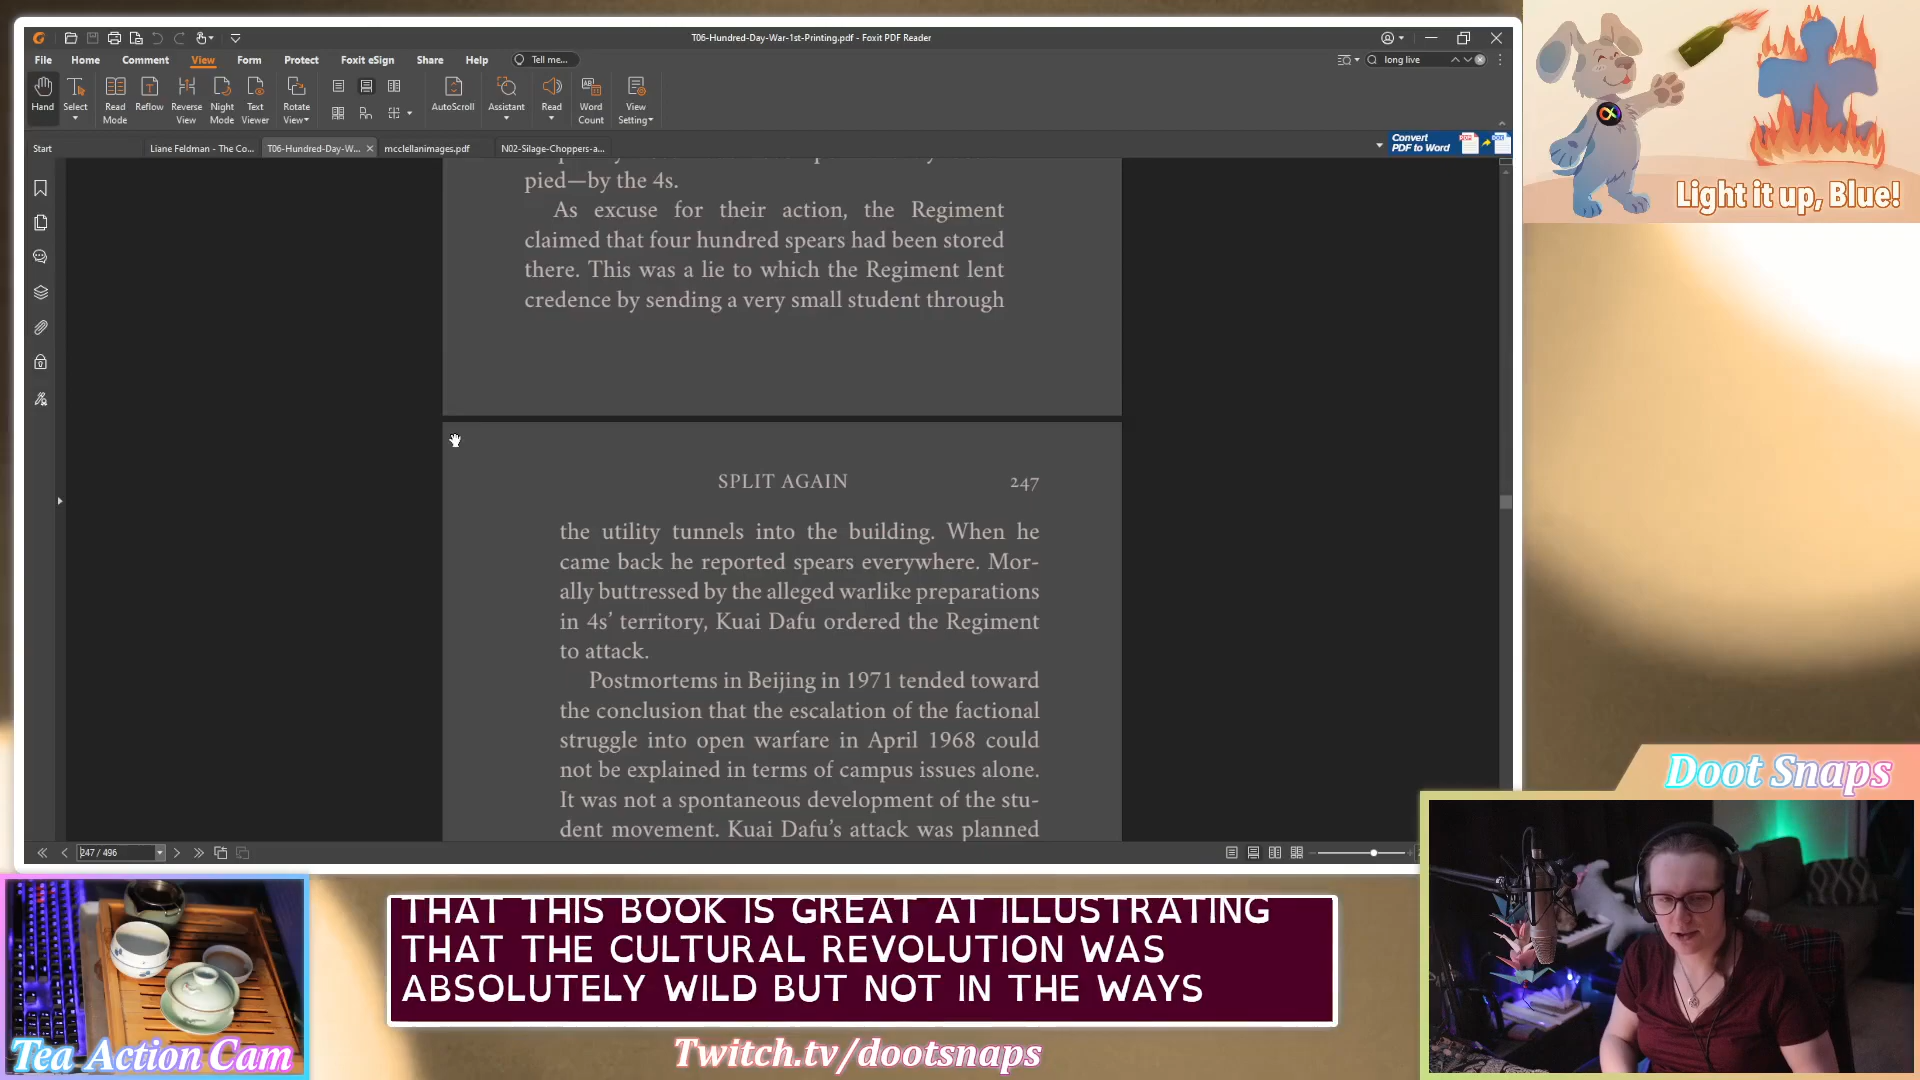 T06-Hundred-Day-War-1st-Printing.pdf - Foxit PDF Reader
File Home Comment View Form Protect Foxit eSign Share Help Tell me... long live
Hand Select Read Mode Reflow Reverse View Night Mode Text Viewer Rotate View AutoScroll Assistant Read Word Count View Setting
Start Liane Feldman - The Co... T06-Hundred-Day-W... mcclellanimages.pdf N02-Silage-Choppers-a...
Convert
PDF to Word
pied—by the 4s.
As excuse for their action, the Regiment
claimed that four hundred spears had been stored
there. This was a lie to which the Regiment lent
credence by sending a very small student through
SPLIT AGAIN 247
the utility tunnels into the building. When he
came back he reported spears everywhere. Mor-
ally buttressed by the alleged warlike preparations
in 4s’ territory, Kuai Dafu ordered the Regiment
to attack.
Postmortems in Beijing in 1971 tended toward
the conclusion that the escalation of the factional
struggle into open warfare in April 1968 could
not be explained in terms of campus issues alone.
It was not a spontaneous development of the stu-
dent movement. Kuai Dafu’s attack was planned
247 / 496
Light it up, Blue!
Doot Snaps
Tea Action Cam
THAT THIS BOOK IS GREAT AT ILLUSTRATING
THAT THE CULTURAL REVOLUTION WAS
ABSOLUTELY WILD BUT NOT IN THE WAYS
Twitch.tv/dootsnaps